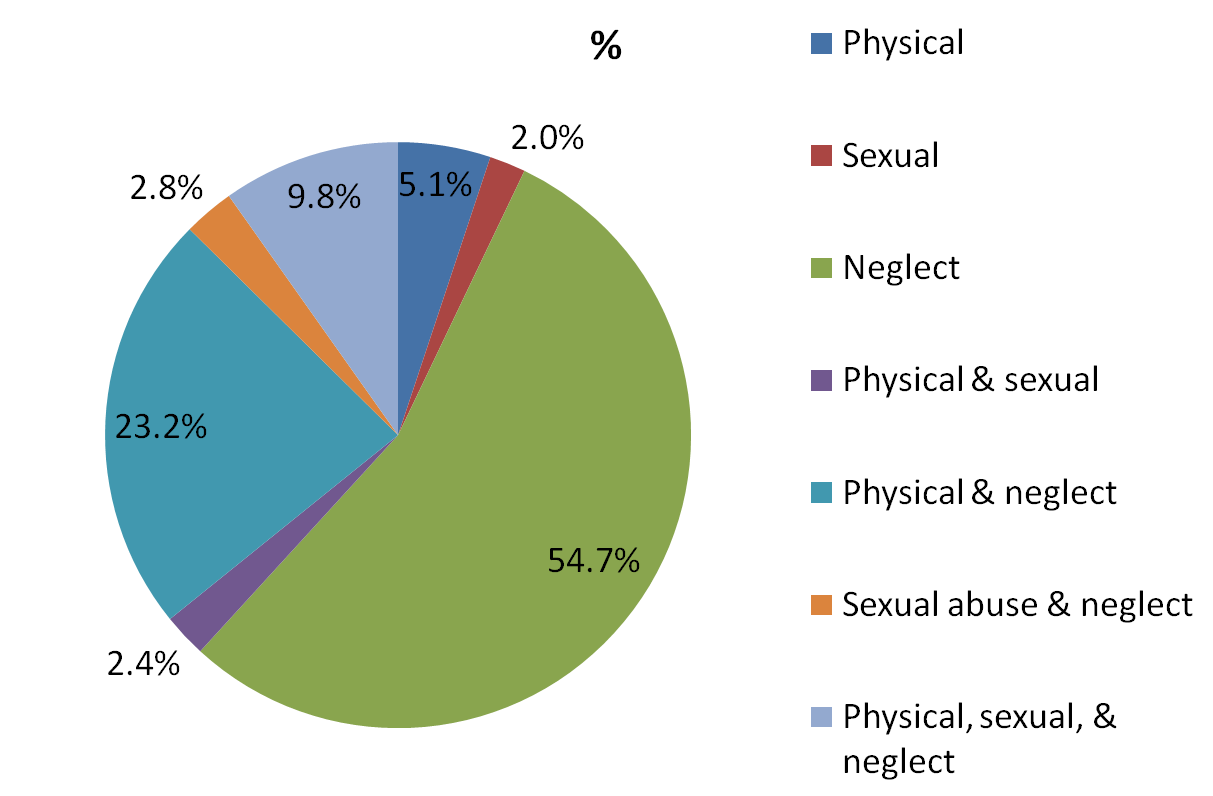 %
2.0%
5.1%
9.8%
2.8%
23.2%
54.7%
2.4%
Physical
Sexual
Neglect
Physical & sexual
Physical & neglect
Sexual abuse & neglect
Physical, sexual, &
neglect